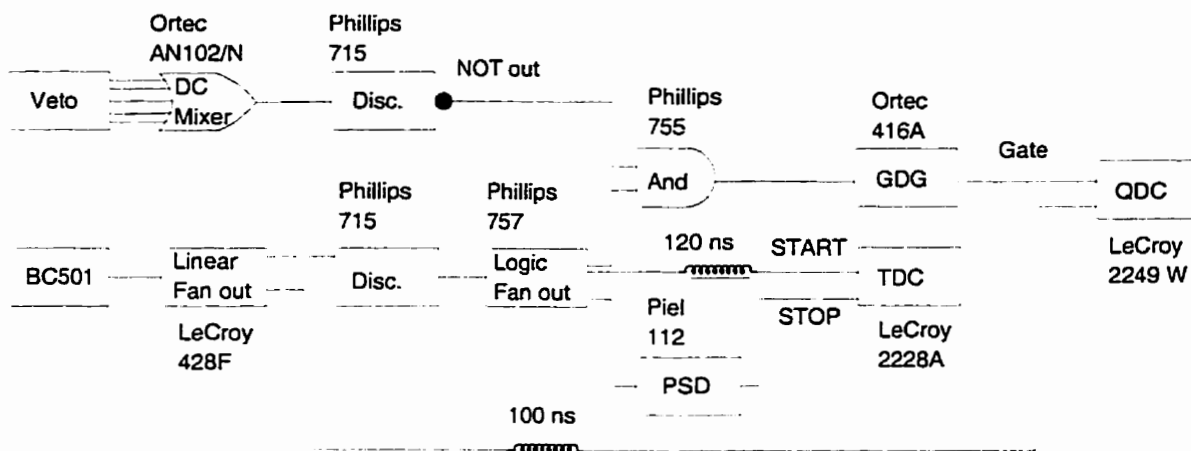 Ortec
AN102/N
Phillips
715
NOT out
Veto
DC
Mixer
Disc.
Phillips
755
Ortec
416A
Gate
And
GDG
QDC
Phillips
715
Phillips
757
120 ns
START
LeCroy
2249 W
BC501
Linear
Fan out
Disc.
Logic
Fan out
TDC
STOP
LeCroy
428F
Piel
112
LeCroy
2228A
PSD
100 ns